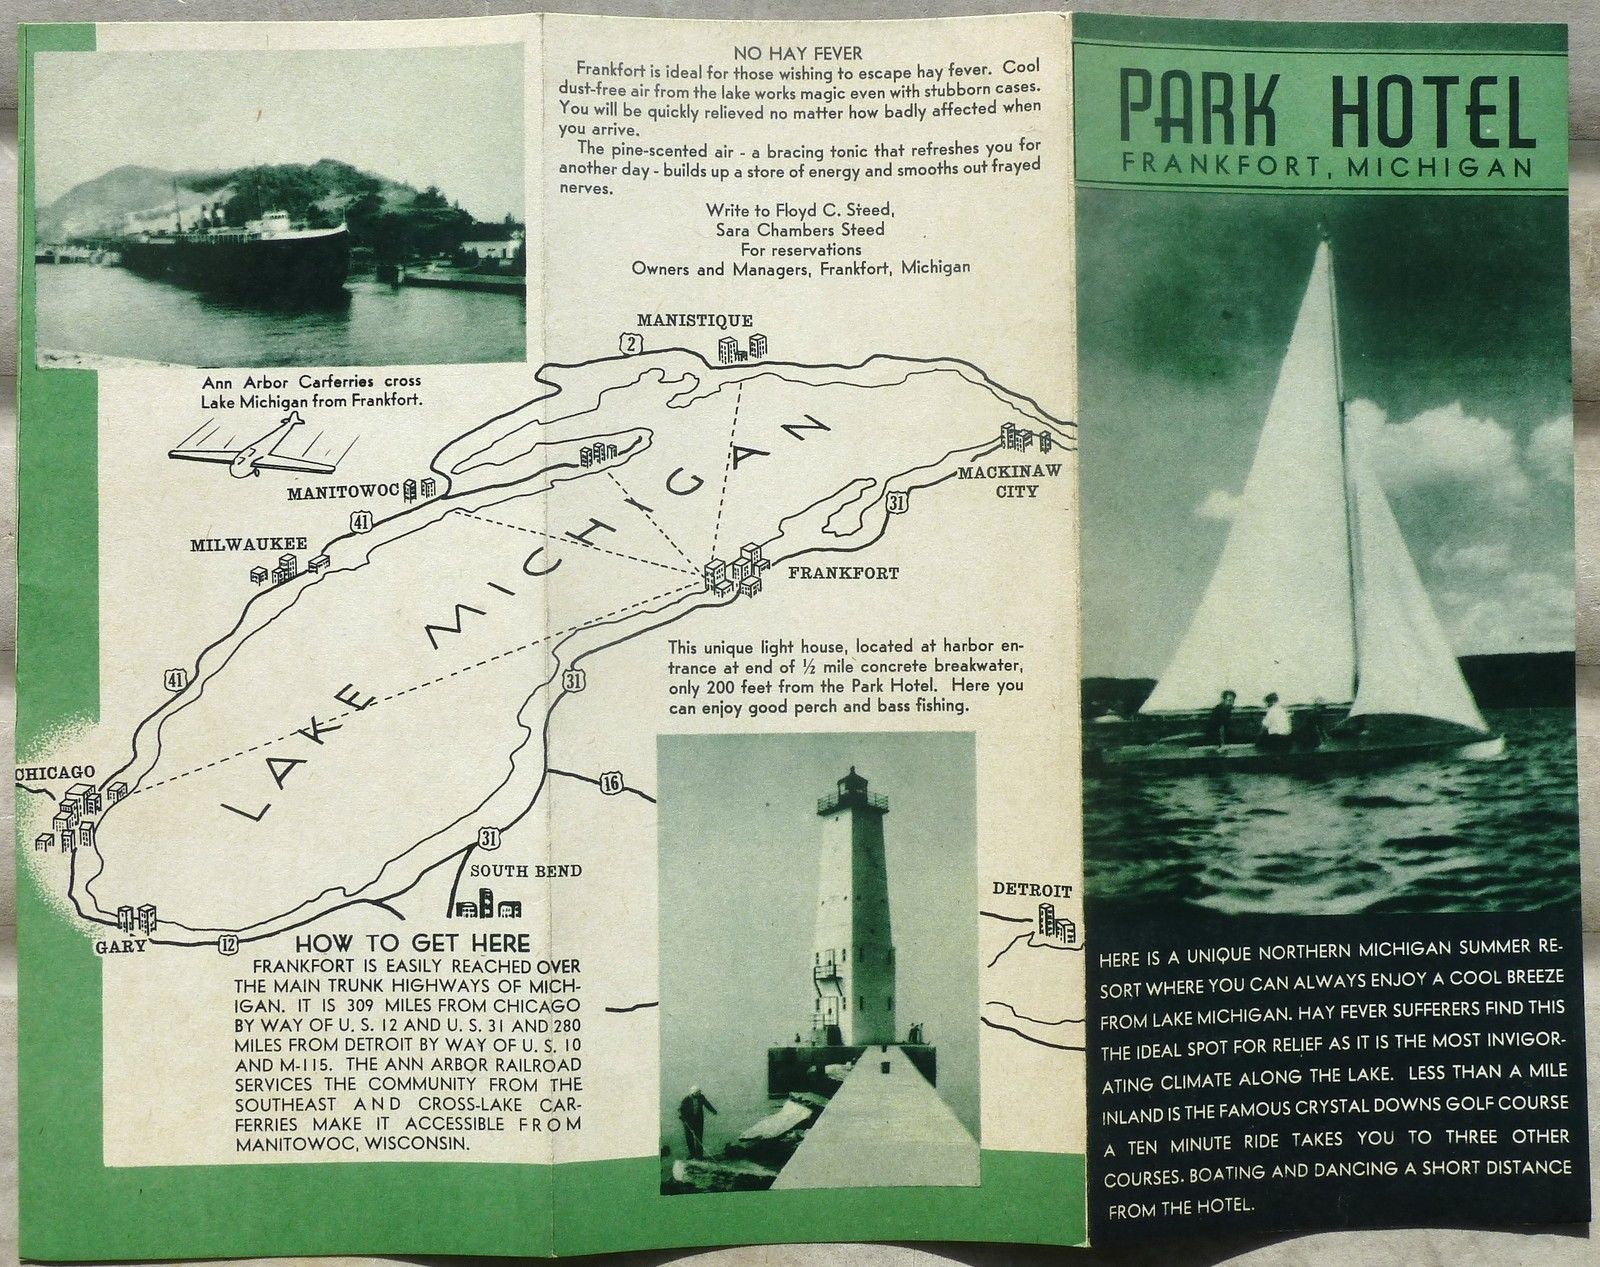 Ann Arbor Carferries cross
Lake Michigan from Frankfort.
NO HAY FEVER
Frankfort is ideal for those wishing to escape hay fever. Cool
dust-free air from the lake works magic even with stubborn cases.
You will be quickly relieved no matter how badly affected when
you arrive.
The pine-scented air - a bracing tonic that refreshes you for
another day - builds up a store of energy and smooths out frayed
nerves.
Write to Floyd C. Steed,
Sara Chambers Steed
For reservations
Owners and Managers, Frankfort, Michigan
MANISTIQUE
2
MACKINAW
CITY
31
MANITOWOC
41
MILWAUKEE
FRANKFORT
LAKE MICHIGAN
41
31
CHICAGO
16
31
SOUTH BEND
GARY
12
DETROIT
This unique light house, located at harbor en-
trance at end of ½ mile concrete breakwater,
only 200 feet from the Park Hotel. Here you
can enjoy good perch and bass fishing.
HOW TO GET HERE
FRANKFORT IS EASILY REACHED OVER
THE MAIN TRUNK HIGHWAYS OF MICH-
IGAN. IT IS 309 MILES FROM CHICAGO
BY WAY OF U. S. 12 AND U. S. 31 AND 280
MILES FROM DETROIT BY WAY OF U. S. 10
AND M-115. THE ANN ARBOR RAILROAD
SERVICES THE COMMUNITY FROM THE
SOUTHEAST AND CROSS-LAKE CAR-
FERRIES MAKE IT ACCESSIBLE FROM
MANITOWOC, WISCONSIN.
PARK HOTEL
FRANKFORT, MICHIGAN
HERE IS A UNIQUE NORTHERN MICHIGAN SUMMER RE-
SORT WHERE YOU CAN ALWAYS ENJOY A COOL BREEZE
FROM LAKE MICHIGAN. HAY FEVER SUFFERERS FIND THIS
THE IDEAL SPOT FOR RELIEF AS IT IS THE MOST INVIGOR-
ATING CLIMATE ALONG THE LAKE. LESS THAN A MILE
INLAND IS THE FAMOUS CRYSTAL DOWNS GOLF COURSE
A TEN MINUTE RIDE TAKES YOU TO THREE OTHER
COURSES. BOATING AND DANCING A SHORT DISTANCE
FROM THE HOTEL.